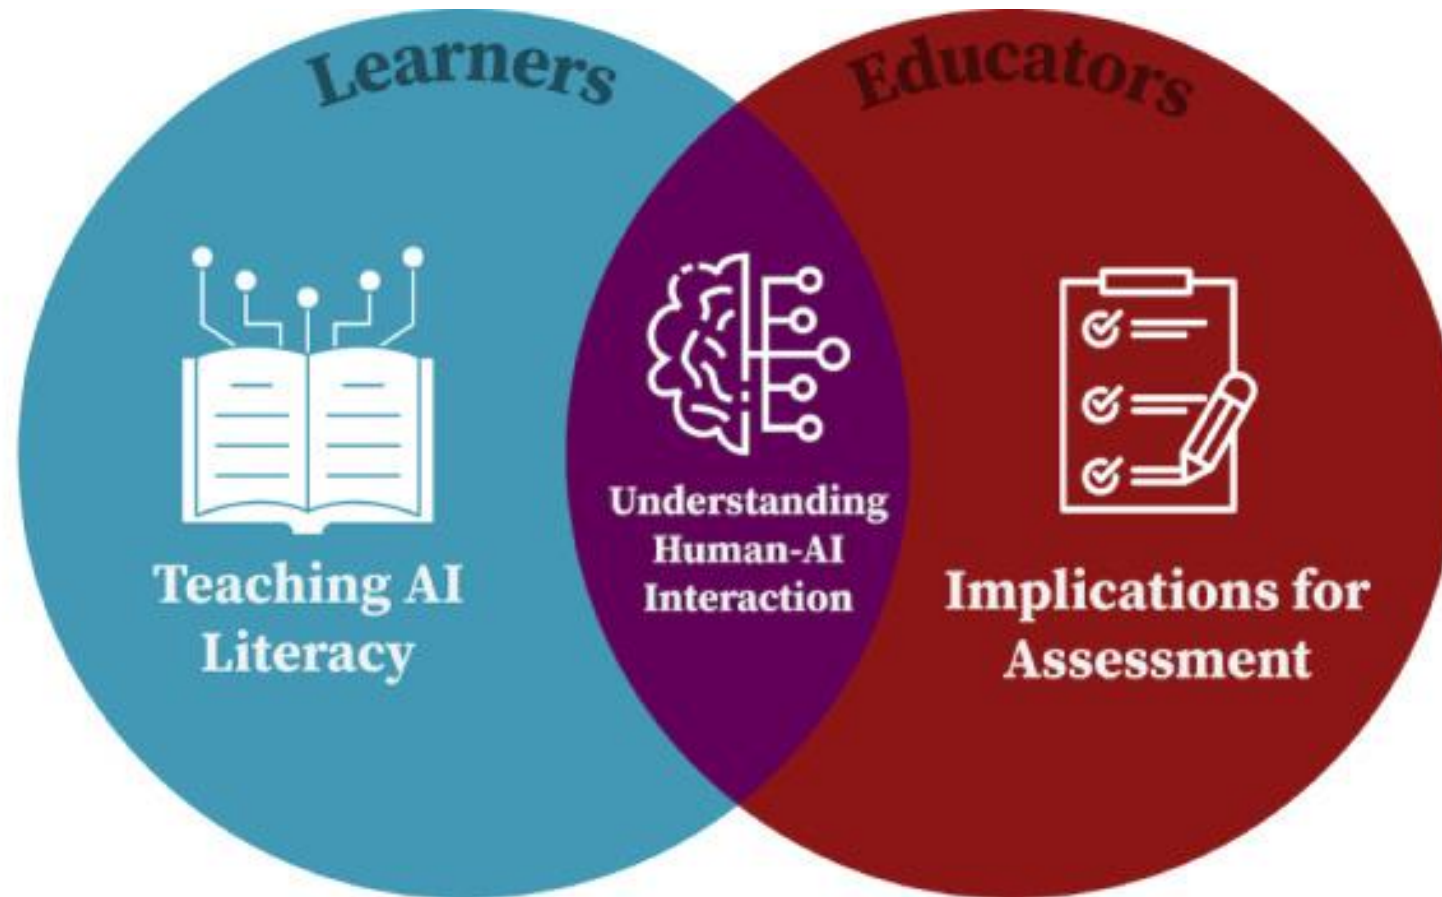 Learners
Educators
Teaching AI
Literacy
Understanding
Human-AI
Interaction
Implications for
Assessment